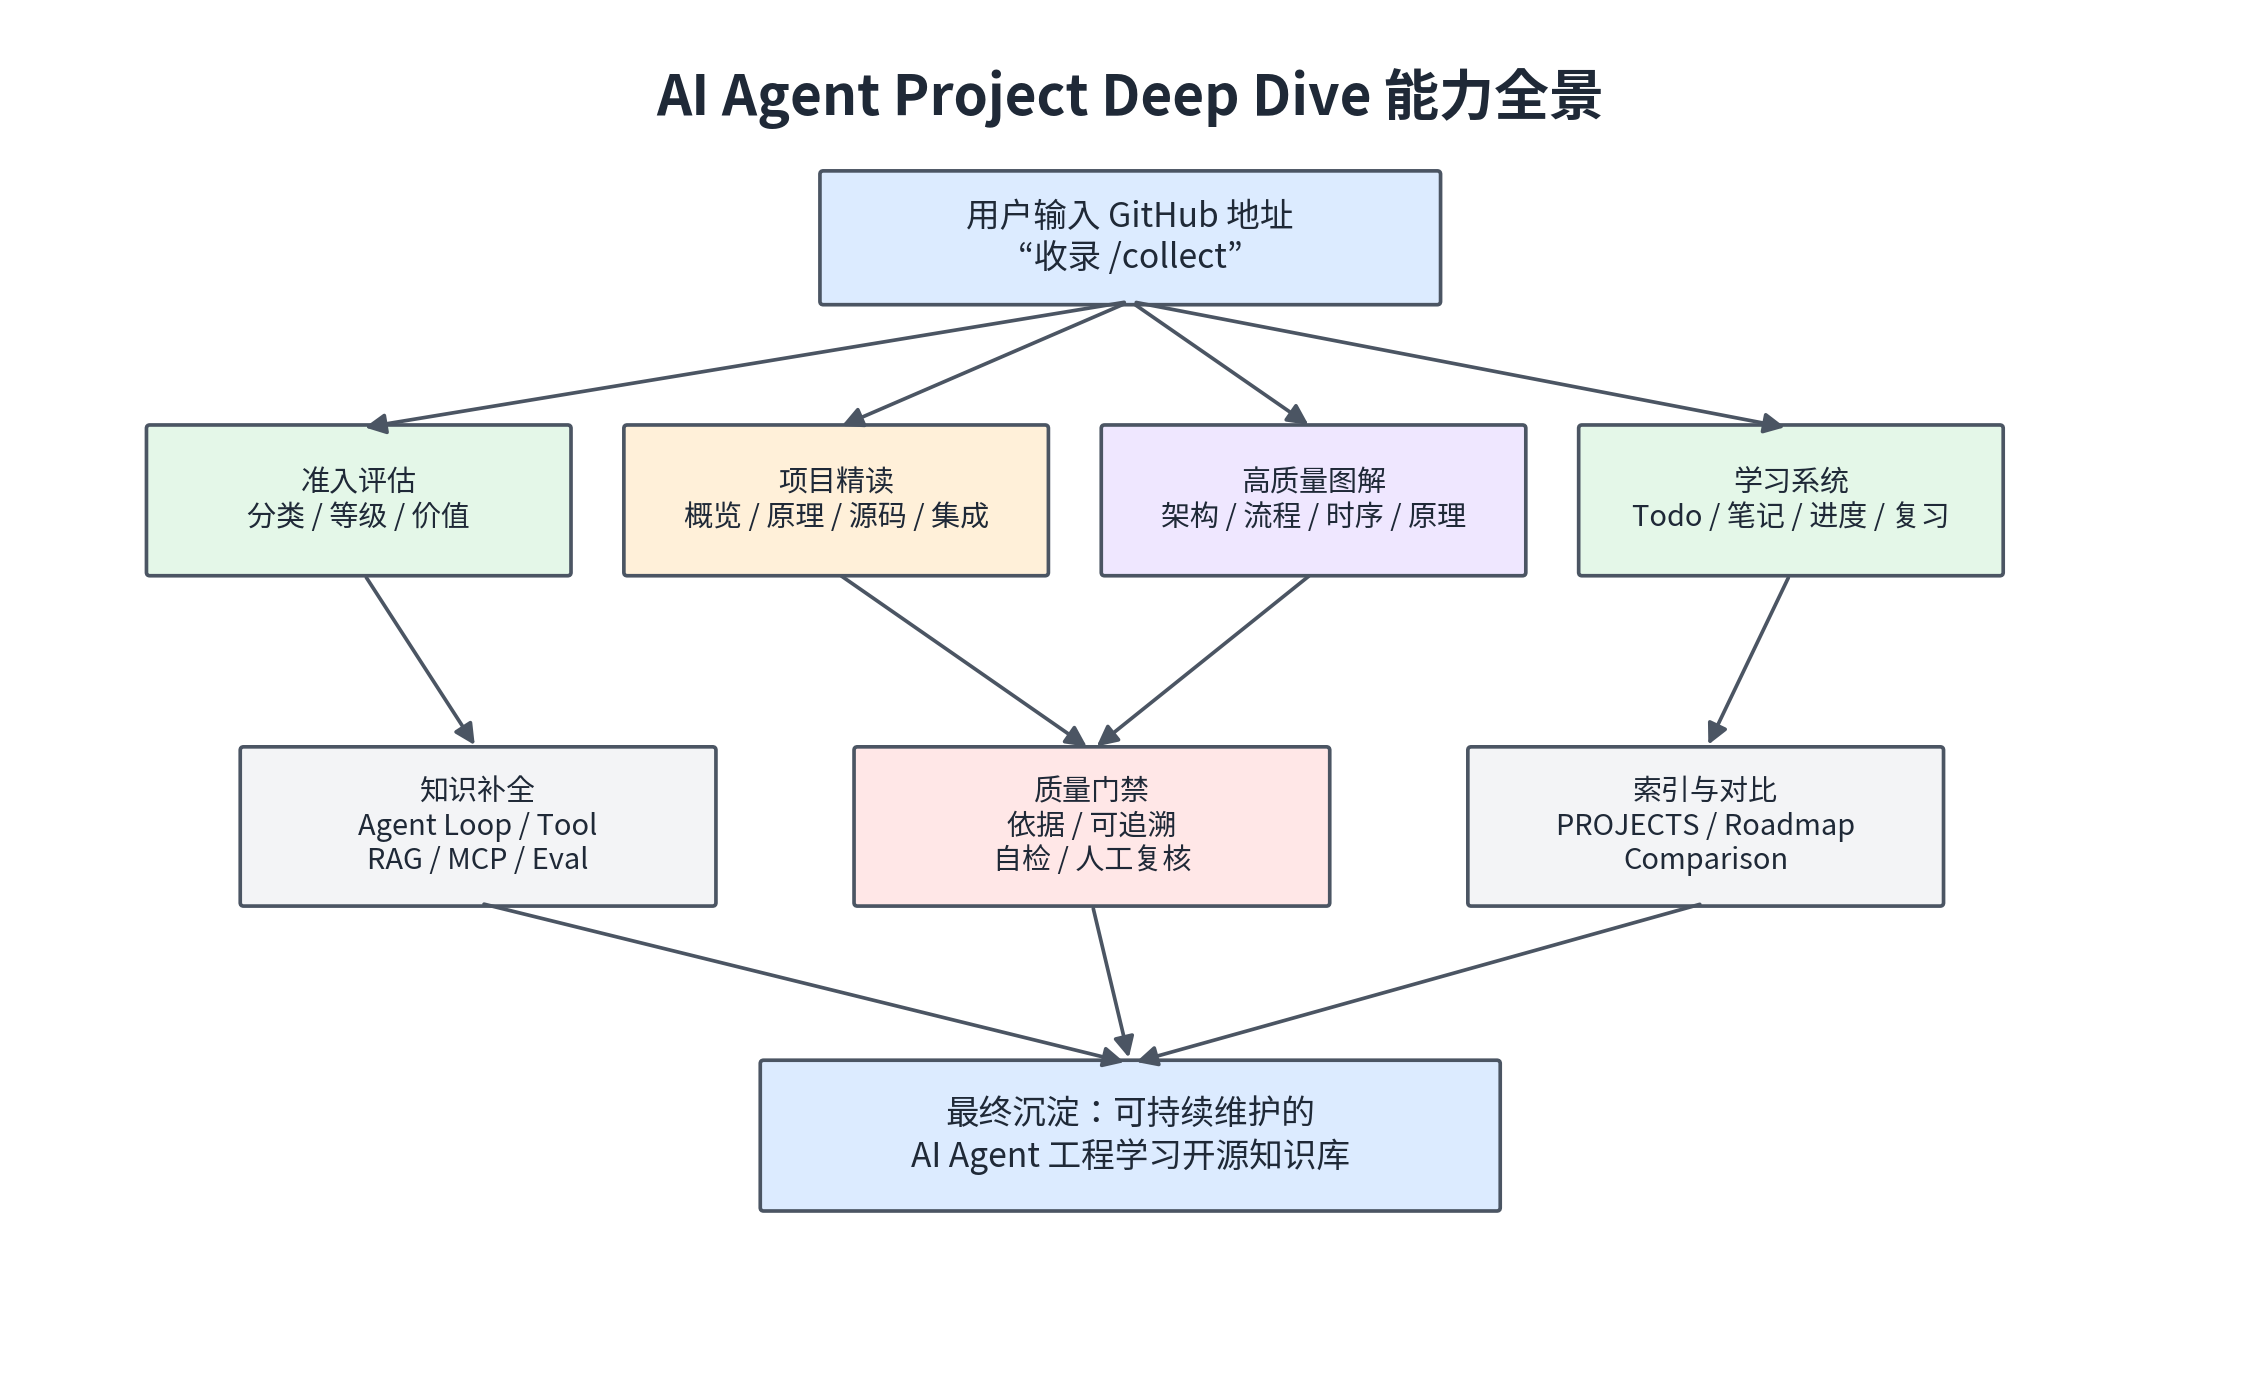 AI Agent Project Deep Dive 能力全景
用户输入 GitHub 地址
“收录 /collect”
准入评估
分类 / 等级 / 价值
项目精读
概览 / 原理 / 源码 / 集成
高质量图解
架构 / 流程 / 时序 / 原理
学习系统
Todo / 笔记 / 进度 / 复习
知识补全
Agent Loop / Tool
RAG / MCP / Eval
质量门禁
依据 / 可追溯
自检 / 人工复核
索引与对比
PROJECTS / Roadmap
Comparison
最终沉淀：可持续维护的
AI Agent 工程学习开源知识库